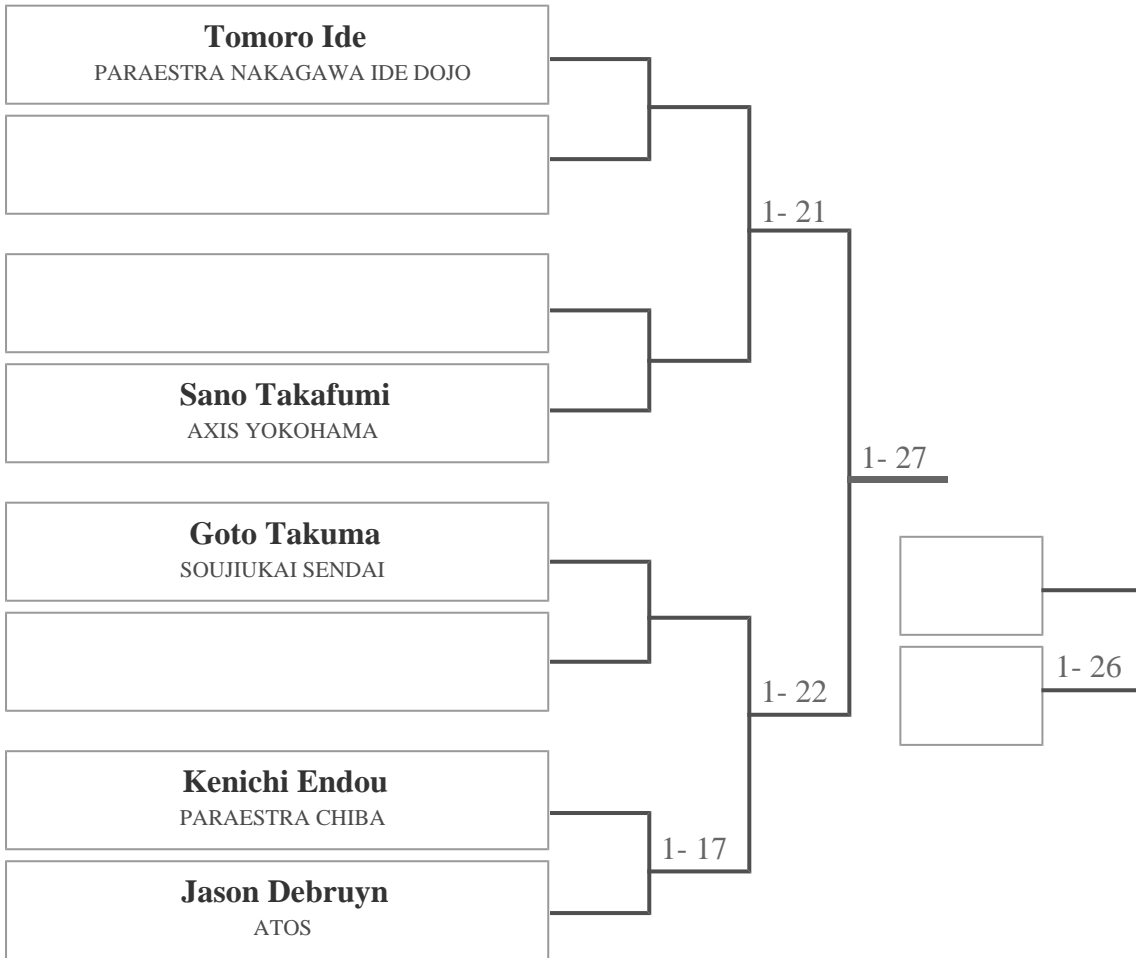 Tomoro Ide
PARAESTRA NAKAGAWA IDE DOJO
1- 21
Sano Takafumi
AXIS YOKOHAMA
1- 27
Goto Takuma
SOUJIUKAI SENDAI
1- 26
1- 22
Kenichi Endou
PARAESTRA CHIBA
1- 17
Jason Debruyn
ATOS